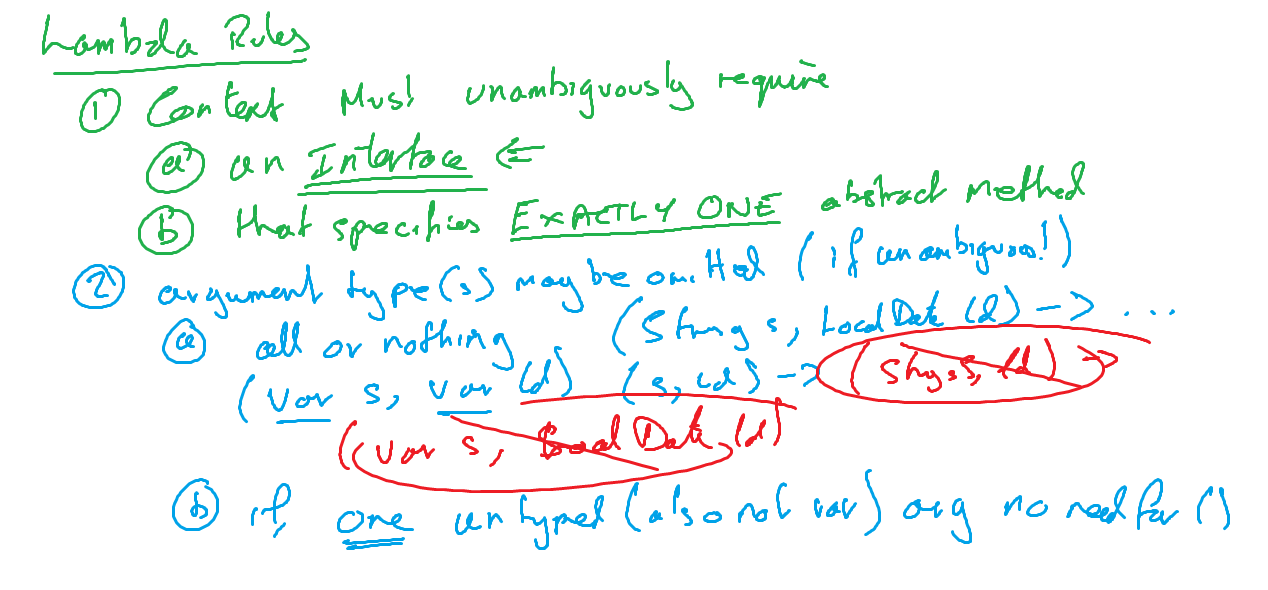 Lambda Rules
① Context Must unambiguously require
ⓐ an Interface ⇐
ⓑ that specifies EXACTLY ONE abstract method
② argument type(s) may be omitted (if unambiguous!)
ⓐ all or nothing (String s, LocalDate ld) -> ...
(var s, var ld) (s, ld) -> (String s, ld) ->
(var s, LocalDate ld)
ⓑ if one untyped (also not var) arg no need for ()